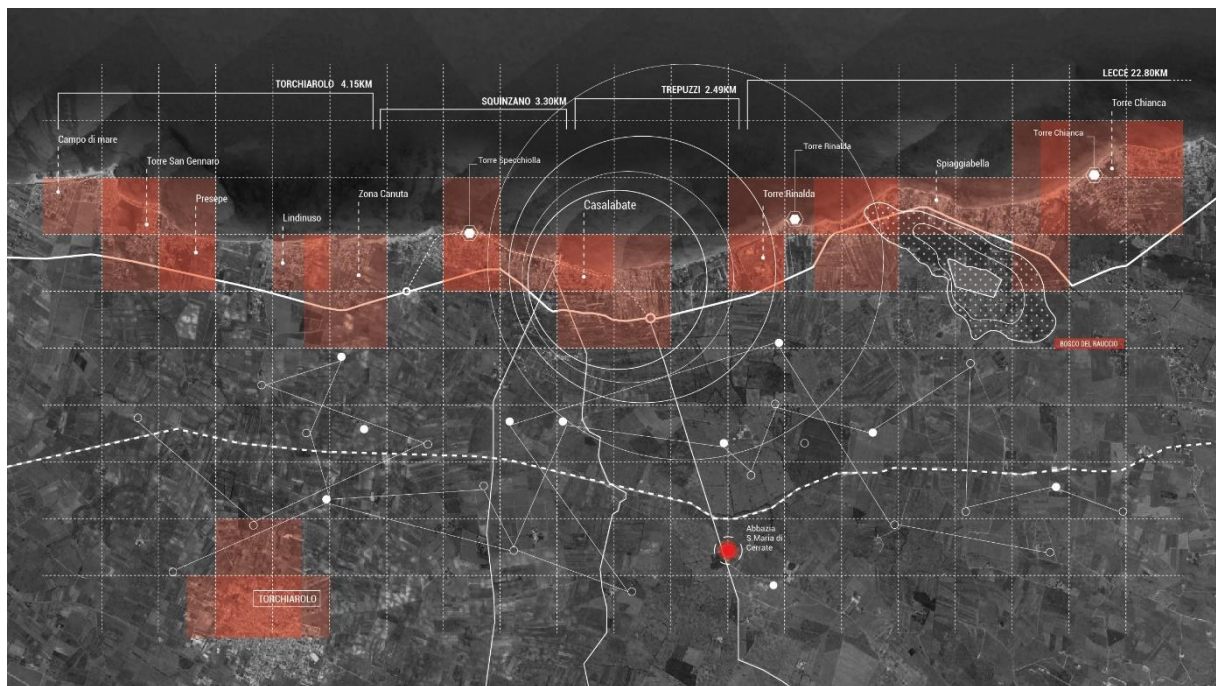 LECCE 22.80KM
TORCHIAROLO 4.15KM
TREPUZZI 2.49KM
SQUINZANO 3.30KM
Torre Chianca
Torre Chianca
Campo di mare
Torre San Gennaro
Torre Specchiolla
Torre Rinalda
Spiaggiabella
Presepe
Zona Canuta
Torre Rinalda
Casalabate
Lindinuso
BOSCO DEL RAUCCIO
Abbazia
S.Maria di
Cerrate
TORCHIAROLO